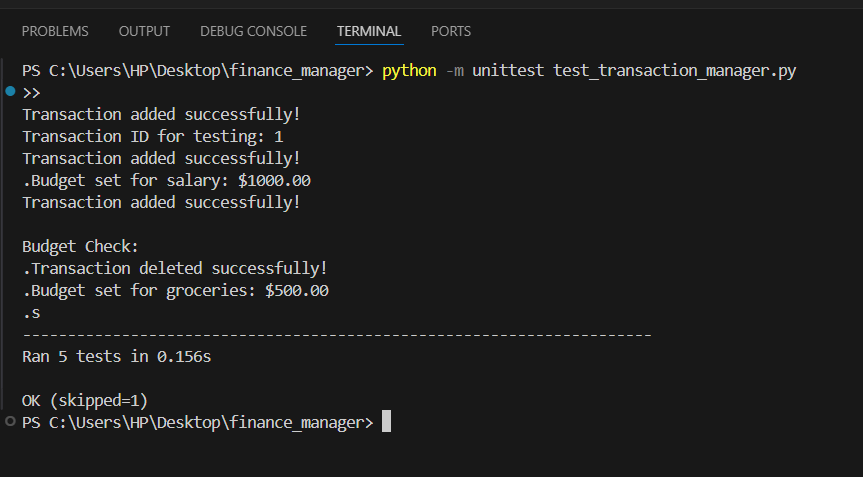 PROBLEMS OUTPUT DEBUG CONSOLE TERMINAL PORTS
PS C:\Users\HP\Desktop\finance_manager> python -m unittest test_transaction_manager.py
>>
Transaction added successfully!
Transaction ID for testing: 1
Transaction added successfully!
.Budget set for salary: $1000.00
Transaction added successfully!
Budget Check:
.Transaction deleted successfully!
.Budget set for groceries: $500.00
.s
----------------------------------------------------------------------
Ran 5 tests in 0.156s
OK (skipped=1)
PS C:\Users\HP\Desktop\finance_manager>